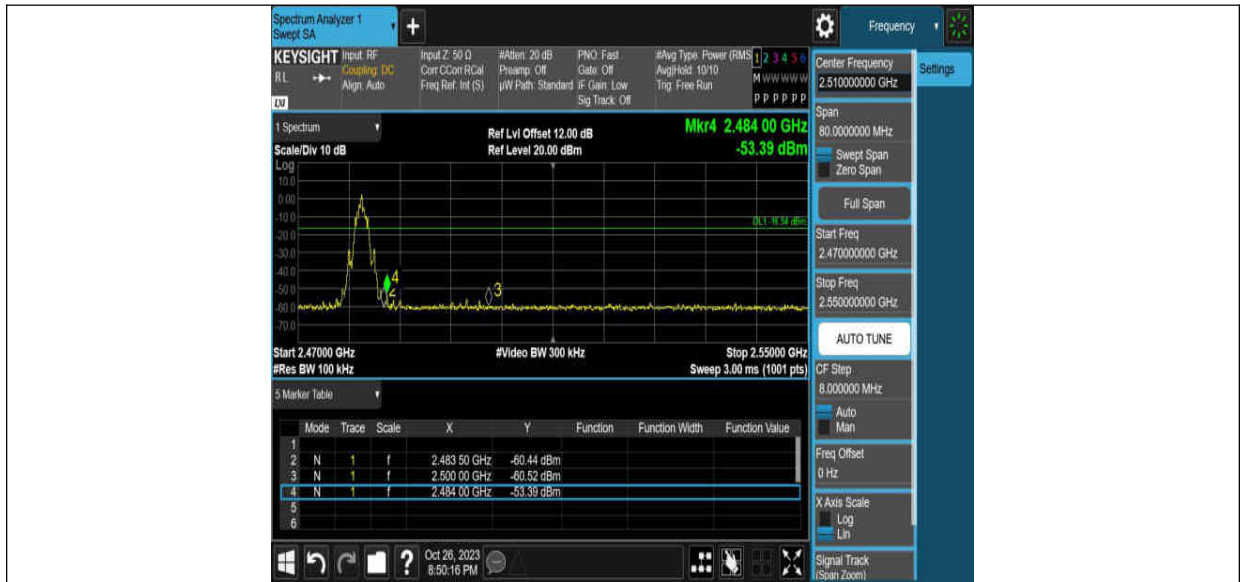 Spectrum Analyzer 1
Swept SA
+
Frequency
KEYSIGHT
RL
LXI
Input: RF
Coupling: DC
Align: Auto
Input Z: 50 Ω
Corr CCorr RCal
Freq Ref: Int (S)
#Atten: 20 dB
Preamp: Off
µW Path: Standard
PNO: Fast
Gate: Off
IF Gain: Low
Sig Track: Off
#Avg Type: Power (RMS
Avg|Hold: 10/10
Trig: Free Run
1 2 3 4 5 6
M W W W W W
P P P P P P
Center Frequency
2.510000000 GHz
Settings
1 Spectrum
Scale/Div 10 dB
Ref Lvl Offset 12.00 dB
Ref Level 20.00 dBm
Mkr4 2.484 00 GHz
-53.39 dBm
Log
10.0
0.00
-10.0
-20.0
-30.0
-40.0
-50.0
-60.0
-70.0
4
2
3
Start 2.47000 GHz
#Res BW 100 kHz
#Video BW 300 kHz
Stop 2.55000 GHz
Sweep 3.00 ms (1001 pts)
Span
80.0000000 MHz
Swept Span
Zero Span
Full Span
Start Freq
2.470000000 GHz
Stop Freq
2.550000000 GHz
AUTO TUNE
CF Step
8.000000 MHz
Auto
Man
Freq Offset
0 Hz
X Axis Scale
Log
Lin
Signal Track
(Span Zoom)
5 Marker Table
Mode Trace Scale X Y Function Function Width Function Value
1
2 N 1 f 2.483 50 GHz -60.44 dBm
3 N 1 f 2.500 00 GHz -60.52 dBm
4 N 1 f 2.484 00 GHz -53.39 dBm
5
6
?
Oct 26, 2023
8:50:16 PM